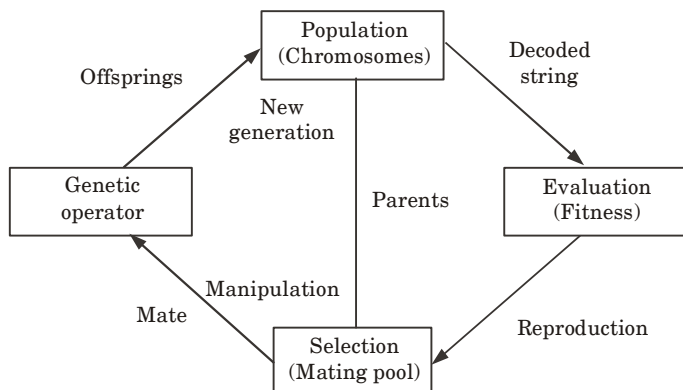 Population
(Chromosomes)
Decoded
string
Offsprings
New
generation
Genetic
operator
Parents
Evaluation
(Fitness)
Manipulation
Mate
Reproduction
Selection
(Mating pool)